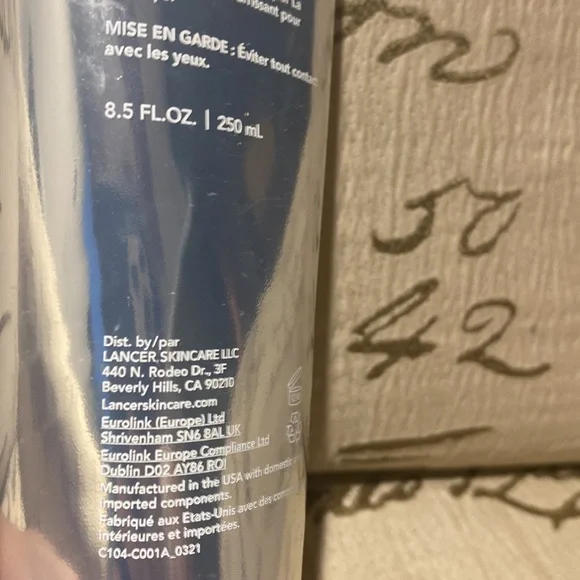 MISE EN GARDE : Éviter tout contact
avec les yeux.
8.5 FL.OZ. | 250 mL
Dist. by/par
LANCER SKINCARE LLC
440 N. Rodeo Dr., 3F
Beverly Hills, CA 90210
Lancerskincare.com
Eurolink (Europe) Ltd
Shrivenham SN6 8AL UK
Eurolink Europe Compliance Ltd
Dublin D02 AY86 ROI
Manufactured in the USA with domestic
imported components.
Fabriqué aux Etats-Unis avec des
intérieures et importées.
C104-C001A_0321
50
42